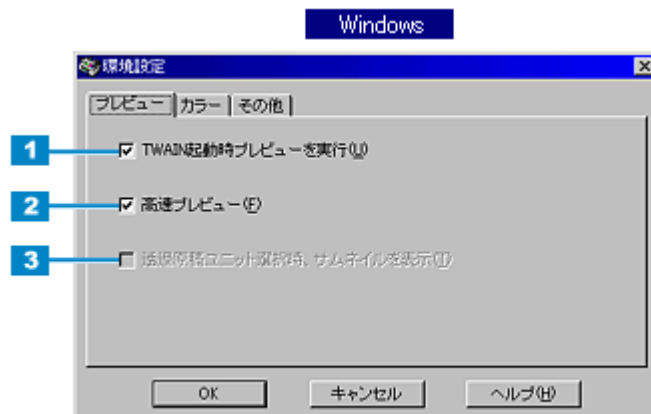 Windows
環境設定
プレビュー カラー その他
1 TWAIN起動時プレビューを実行(U)
2 高速プレビュー(F)
3 透過原稿ユニット選択時、サムネイルを表示(T)
OK キャンセル ヘルプ(H)